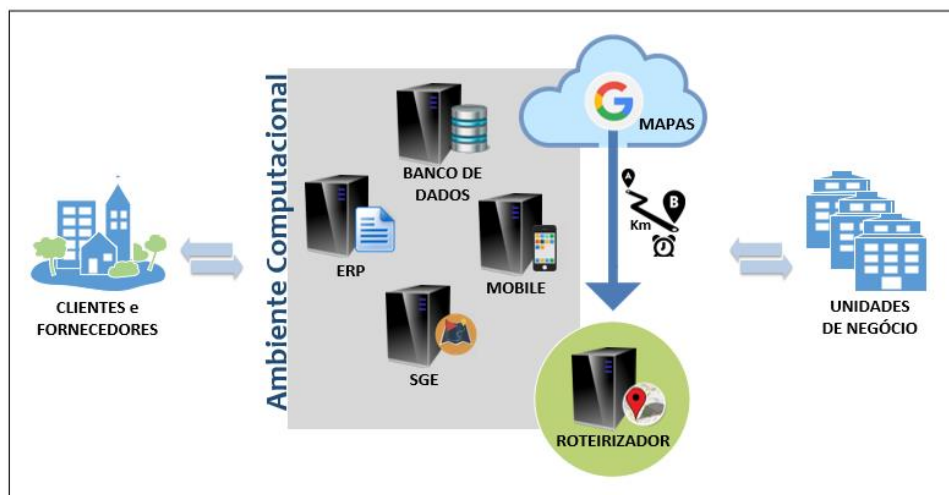 Ambiente Computacional
BANCO DE
DADOS
ERP
MOBILE
SGE
G
MAPAS
A
B
Km
ROTEIRIZADOR
CLIENTES e
FORNECEDORES
UNIDADES
DE NEGÓCIO